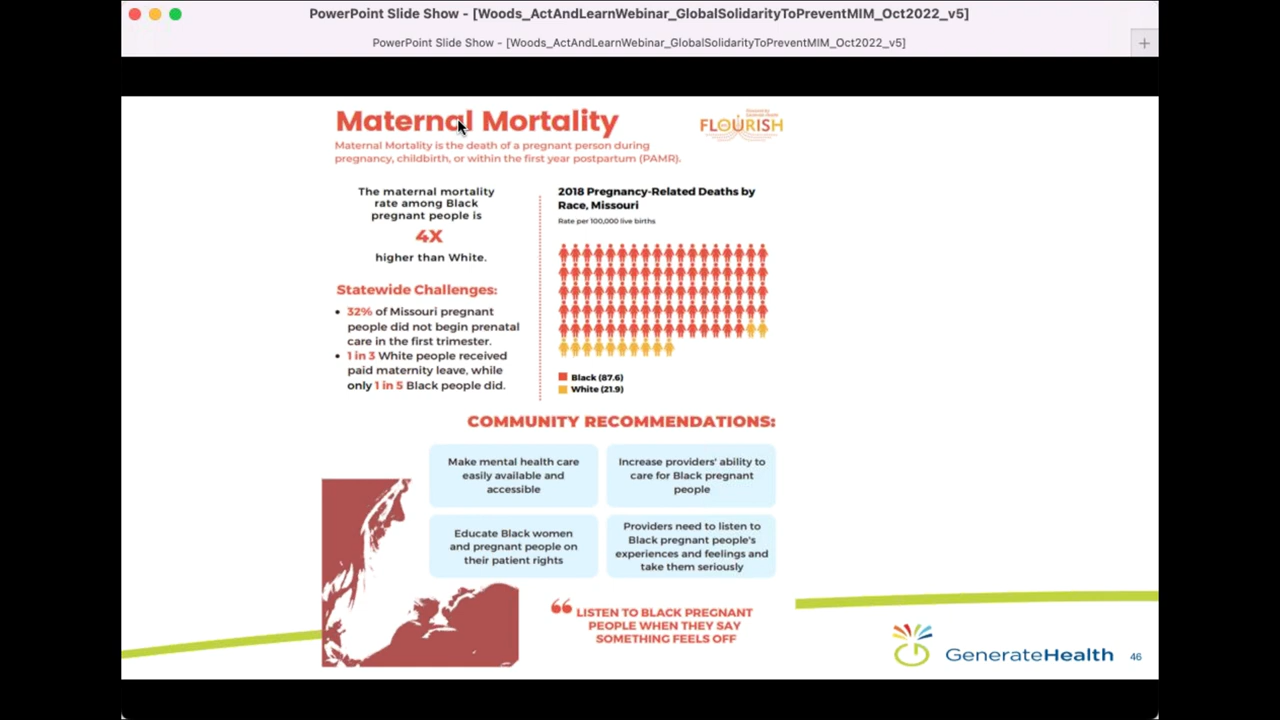 PowerPoint Slide Show - [Woods_ActAndLearnWebinar_GlobalSolidarityToPreventMIM_Oct2022_v5]
PowerPoint Slide Show - [Woods_ActAndLearnWebinar_GlobalSolidarityToPreventMIM_Oct2022_v5]
Maternal Mortality
FLOURISH
Maternal Mortality is the death of a pregnant person during
pregnancy, childbirth, or within the first year postpartum (PAMR).
The maternal mortality
rate among Black
pregnant people is
4X
higher than White.
Statewide Challenges:
• 32% of Missouri pregnant
people did not begin prenatal
care in the first trimester.
• 1 in 3 White people received
paid maternity leave, while
only 1 in 5 Black people did.
2018 Pregnancy-Related Deaths by
Race, Missouri
Rate per 100,000 live births
Black (87.6)
White (21.9)
COMMUNITY RECOMMENDATIONS:
Make mental health care
easily available and
accessible
Increase providers' ability to
care for Black pregnant
people
Educate Black women
and pregnant people on
their patient rights
Providers need to listen to
Black pregnant people's
experiences and feelings and
take them seriously
“ LISTEN TO BLACK PREGNANT
PEOPLE WHEN THEY SAY
SOMETHING FEELS OFF
GenerateHealth
46